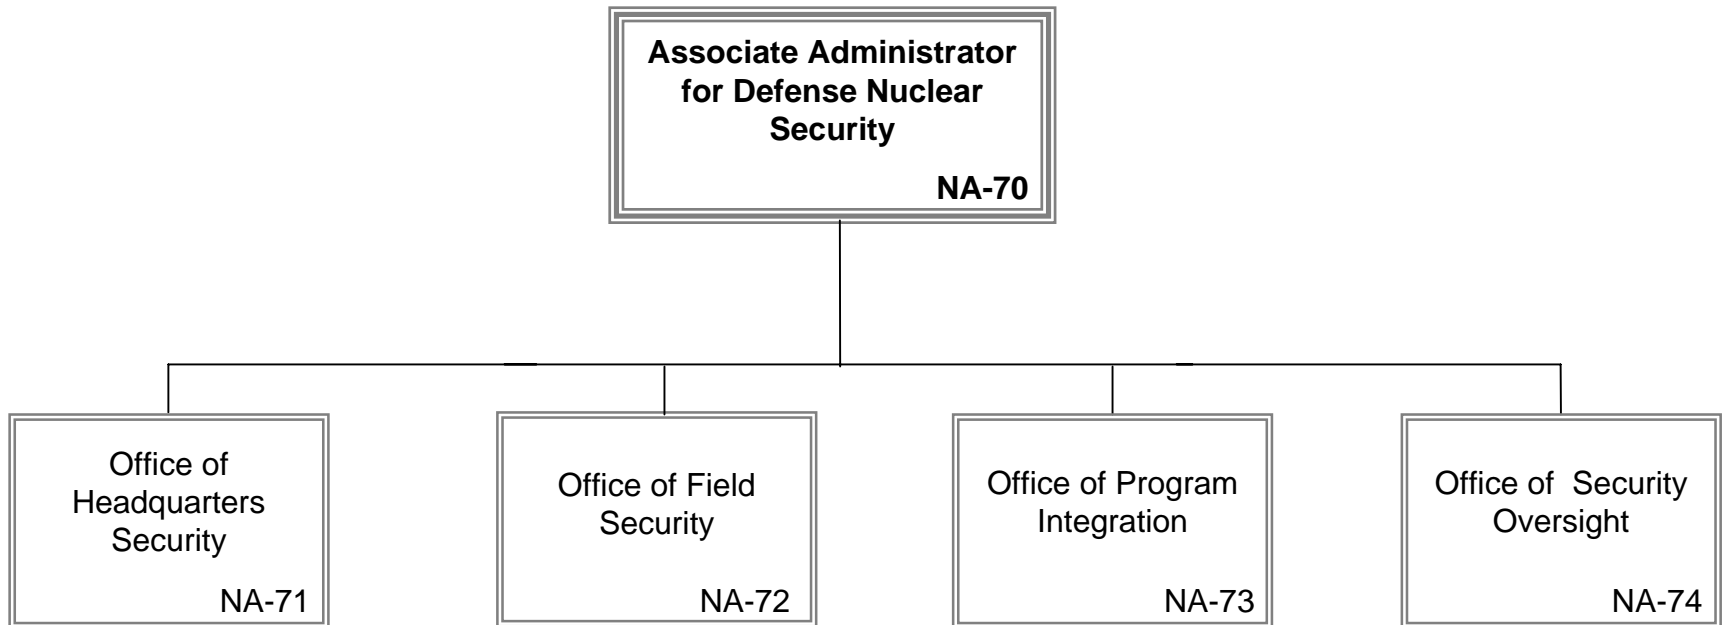 Associate Administrator
for Defense Nuclear
Security
NA-70
Office of
Headquarters
Security
NA-71
Office of Field
Security
NA-72
Office of Program
Integration
NA-73
Office of  Security
Oversight
NA-74